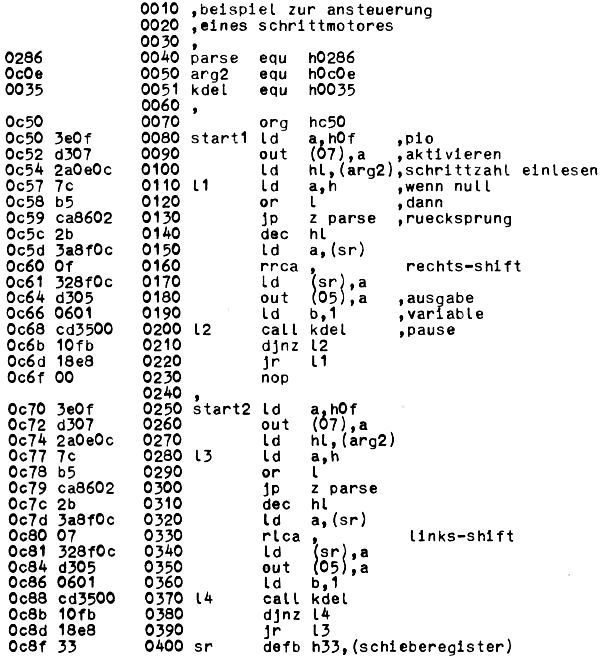 0010 ,beispiel zur ansteuerung
0020 ,eines schrittmotores
0030 ,
0286 0040 parse equ h0286
0c0e 0050 arg2 equ h0c0e
0035 0051 kdel equ h0035
0060 ,
0c50 0070 org hc50
0c50 3e0f 0080 start1 ld a,h0f ,pio
0c52 d307 0090 out (07),a ,aktivieren
0c54 2a0e0c 0100 ld hl,(arg2),schrittzahl einlesen
0c57 7c 0110 l1 ld a,h ,wenn null
0c58 b5 0120 or l ,dann
0c59 ca8602 0130 jp z parse ,ruecksprung
0c5c 2b 0140 dec hl
0c5d 3a8f0c 0150 ld a,(sr)
0c60 0f 0160 rrca , rechts-shift
0c61 328f0c 0170 ld (sr),a
0c64 d305 0180 out (05),a ,ausgabe
0c66 0601 0190 ld b,1 ,variable
0c68 cd3500 0200 l2 call kdel ,pause
0c6b 10fb 0210 djnz l2
0c6d 18e8 0220 jr l1
0c6f 00 0230 nop
0240 ,
0c70 3e0f 0250 start2 ld a,h0f
0c72 d307 0260 out (07),a
0c74 2a0e0c 0270 ld hl,(arg2)
0c77 7c 0280 l3 ld a,h
0c78 b5 0290 or l
0c79 ca8602 0300 jp z parse
0c7c 2b 0310 dec hl
0c7d 3a8f0c 0320 ld a,(sr)
0c80 07 0330 rlca , links-shift
0c81 328f0c 0340 ld (sr),a
0c84 d305 0350 out (05),a
0c86 0601 0360 ld b,1
0c88 cd3500 0370 l4 call kdel
0c8b 10fb 0380 djnz l4
0c8d 18e8 0390 jr l3
0c8f 33 0400 sr defb h33,(schieberegister)